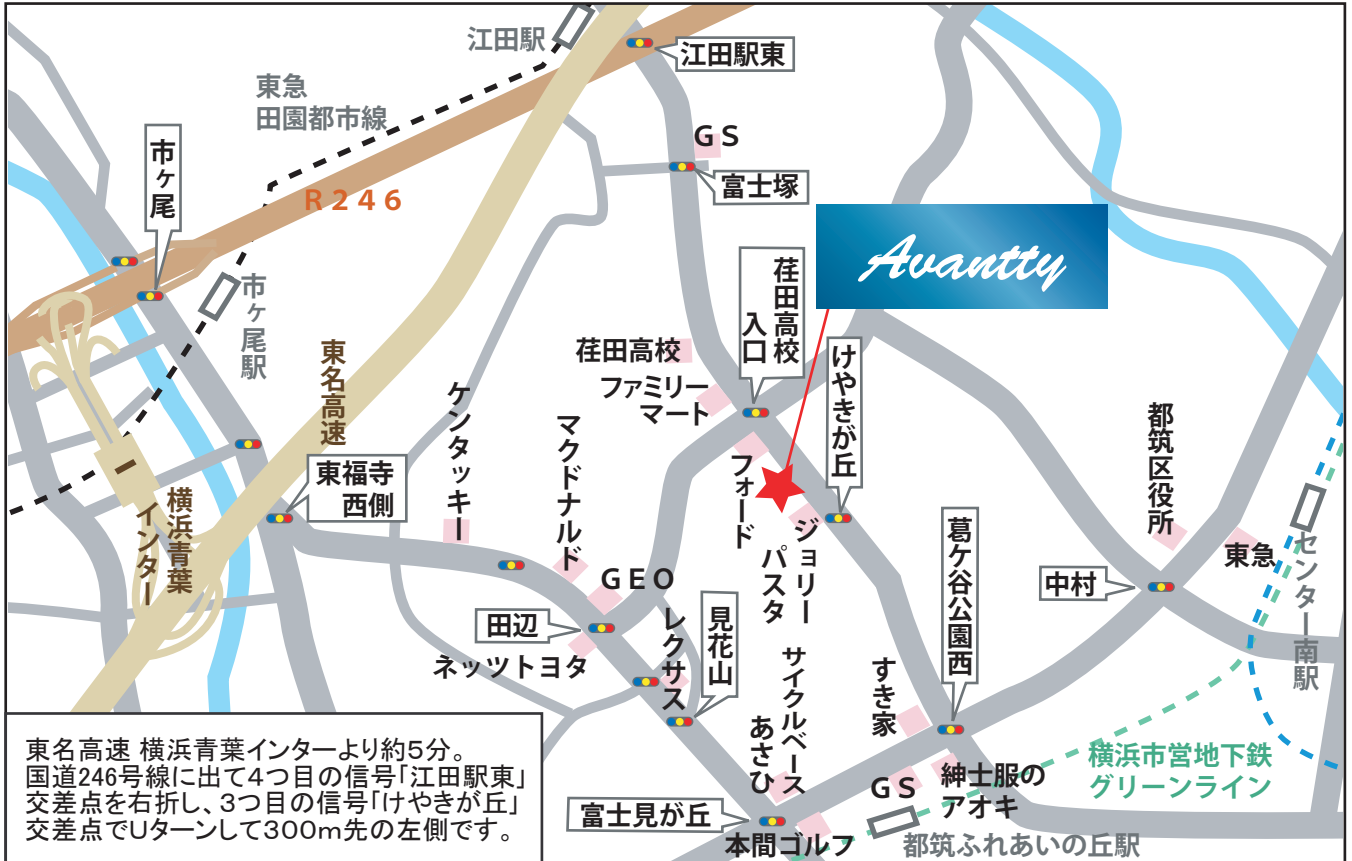 江田駅
江田駅東
東急
田園都市線
市ヶ尾
GS
富士塚
R246
Avantty
市ヶ尾駅
荏田高校
入口
東名高速
荏田高校
ファミリー
マート
けやきが丘
ケンタッキー
マクドナルド
フォード
都筑区役所
東福寺
西側
横浜青葉
インター
ジョリー
パスタ
葛ケ谷公園西
東急
センター南駅
中村
GEO
田辺
レクサス
見花山
ネッツトヨタ
サイクルベース
あさひ
すき家
東名高速 横浜青葉インターより約5分。
国道246号線に出て4つ目の信号「江田駅東」
交差点を右折し、3つ目の信号「けやきが丘」
交差点でUターンして300m先の左側です。
富士見が丘
本間ゴルフ
GS
紳士服の
アオキ
横浜市営地下鉄
グリーンライン
都筑ふれあいの丘駅